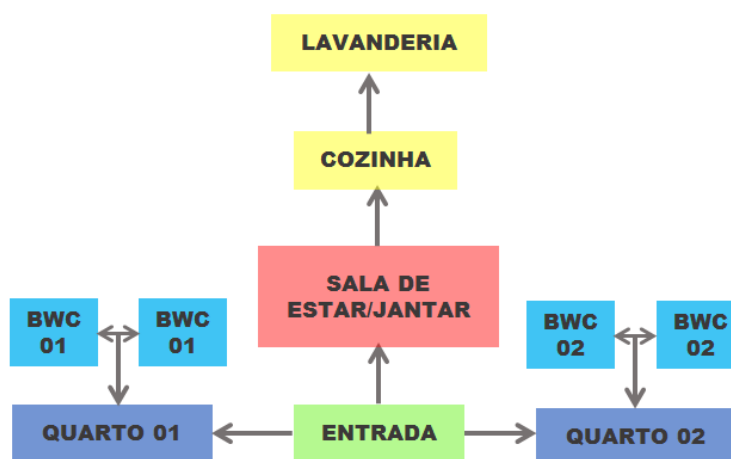 LAVANDERIA
COZINHA
SALA DE
ESTAR/JANTAR
BWC
01
BWC
01
BWC
02
BWC
02
QUARTO 01
ENTRADA
QUARTO 02